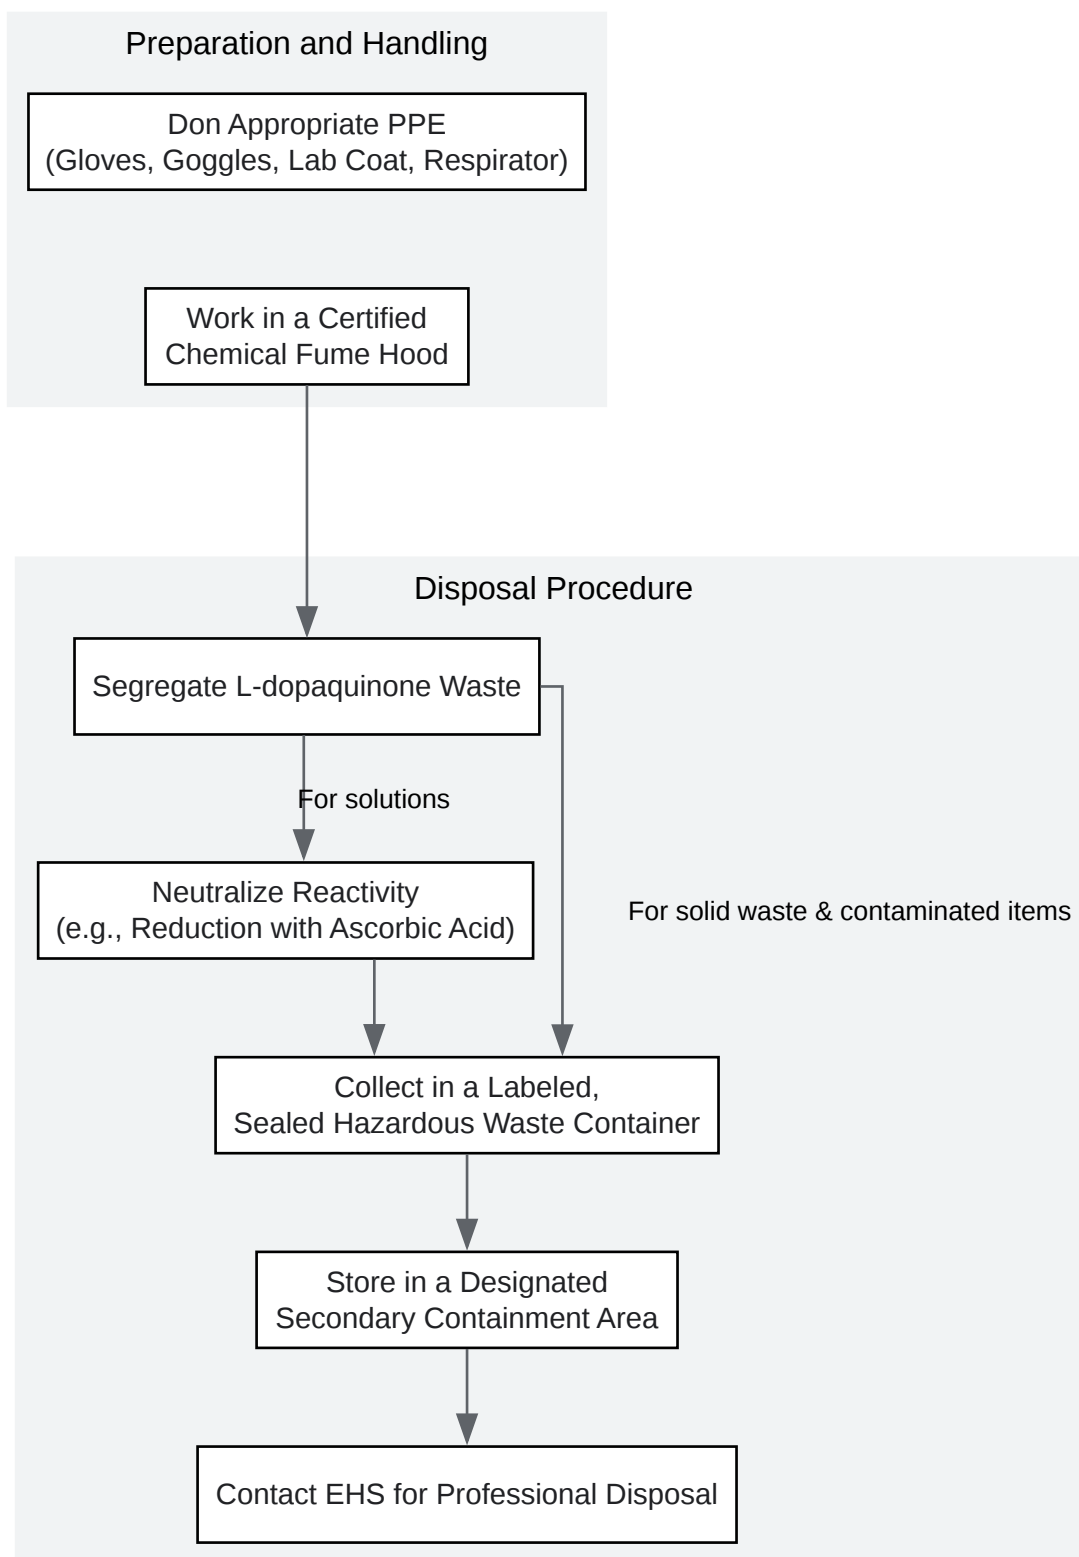 Preparation and Handling
Don Appropriate PPE
(Gloves, Goggles, Lab Coat, Respirator)
Work in a Certified
Chemical Fume Hood
Disposal Procedure
Segregate L-dopaquinone Waste
For solutions
Neutralize Reactivity
(e.g., Reduction with Ascorbic Acid)
For solid waste & contaminated items
Collect in a Labeled,
Sealed Hazardous Waste Container
Store in a Designated
Secondary Containment Area
Contact EHS for Professional Disposal